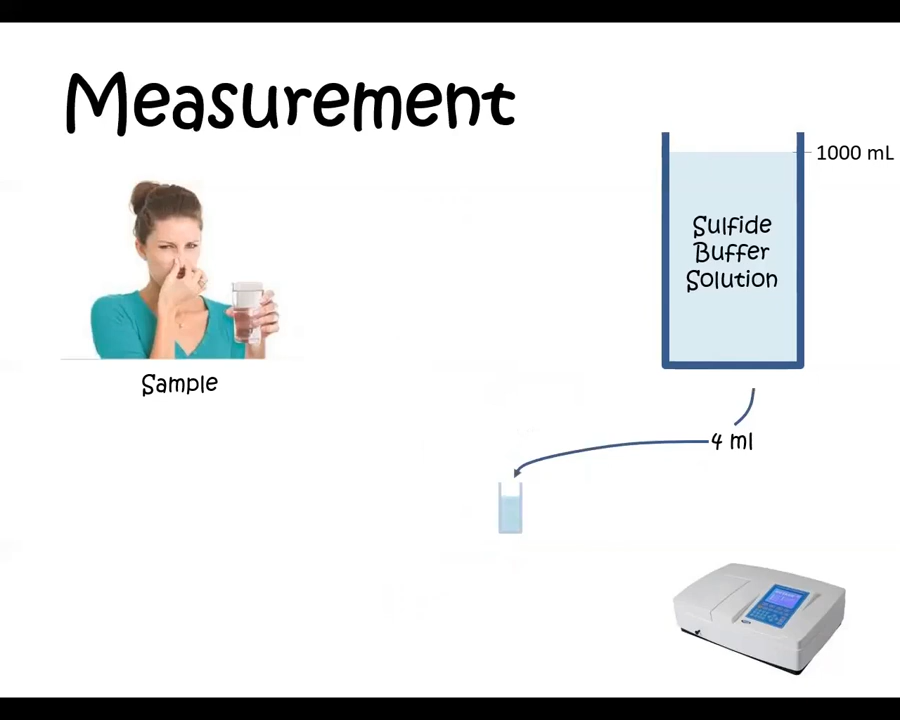 Measurement
1000 mL
Sulfide
Buffer
Solution
Sample
4 ml